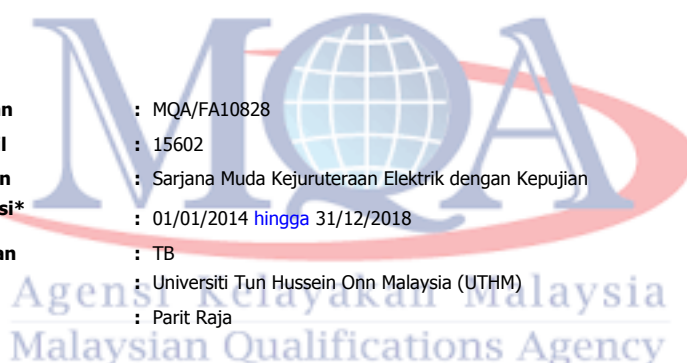 MQA
an : MQA/FA10828
l : 15602
n : Sarjana Muda Kejuruteraan Elektrik dengan Kepujian
si* : 01/01/2014 hingga 31/12/2018
an : TB
: Universiti Tun Hussein Onn Malaysia (UTHM)
: Parit Raja
Agensi Kelayakan Malaysia
Malaysian Qualifications Agency